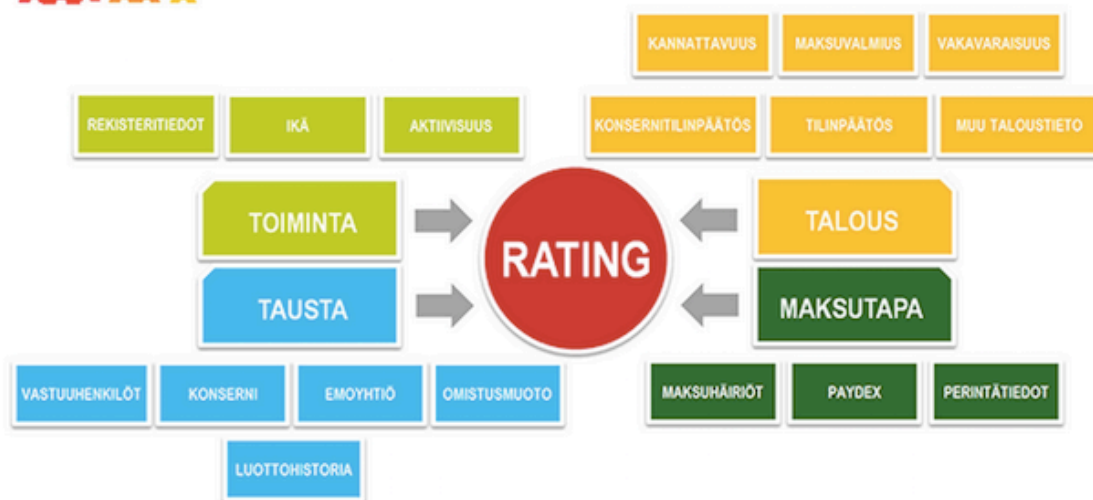 KANNATTAVUUS MAKSUVALMIUS VAKAVARAISUUS
REKISTERITIEDOT IKÄ AKTIIVISUUS
KONSERNITILINPÄÄTÖS TILINPÄÄTÖS MUU TALOUSTIETO
TOIMINTA
TALOUS
RATING
TAUSTA
MAKSUTAPA
VASTUUHENKILÖT KONSERNI EMOYHTIÖ OMISTUSMUOTO
MAKSUHÄIRIÖT PAYDEX PERINTÄTIEDOT
LUOTTOHISTORIA